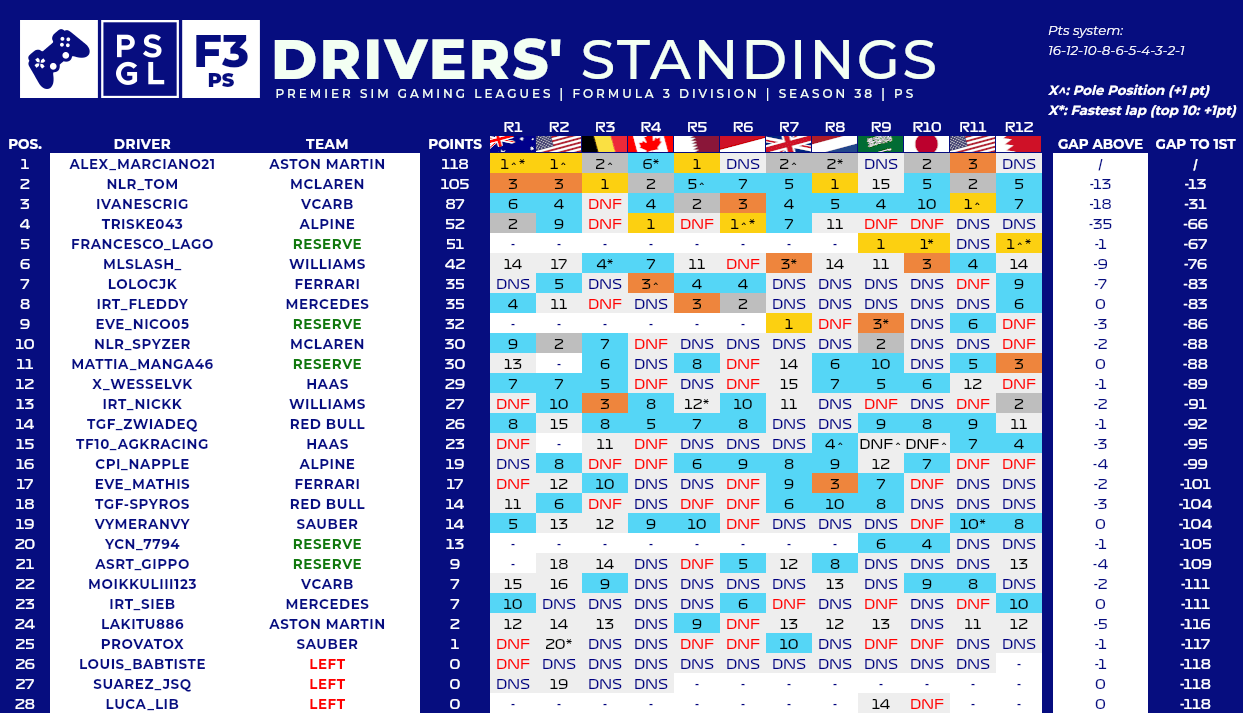 PS GL
F3 PS
DRIVERS' STANDINGS
PREMIER SIM GAMING LEAGUES | FORMULA 3 DIVISION | SEASON 38 | PS
Pts system:
16-12-10-8-6-5-4-3-2-1
X^: Pole Position (+1 pt)
X*: Fastest lap (top 10: +1pt)
R1 R2 R3 R4 R5 R6 R7 R8 R9 R10 R11 R12
POS. DRIVER TEAM POINTS GAP ABOVE GAP TO 1ST
1 ALEX_MARCIANO21 ASTON MARTIN 118 1^* 1^ 2^ 6* 1 DNS 2^ 2* DNS 2 3 DNS / /
2 NLR_TOM MCLAREN 105 3 3 1 2 5^ 7 5 1 15 5 2 5 -13 -13
3 IVANESCRIG VCARB 87 6 4 DNF 4 2 3 4 5 4 10 1^ 7 -18 -31
4 TRISKE043 ALPINE 52 2 9 DNF 1 DNF 1^* 7 11 DNF DNF DNS DNS -35 -66
5 FRANCESCO_LAGO RESERVE 51 - - - - - - - - 1 1* DNS 1^* -1 -67
6 MLSLASH_ WILLIAMS 42 14 17 4* 7 11 DNF 3* 14 11 3 4 14 -9 -76
7 LOLOCJK FERRARI 35 DNS 5 DNS 3^ 4 4 DNS DNS DNS DNS DNF 9 -7 -83
8 IRT_FLEDDY MERCEDES 35 4 11 DNF DNS 3 2 DNS DNS DNS DNS DNS 6 0 -83
9 EVE_NICO05 RESERVE 32 - - - - - - 1 DNF 3* DNS 6 DNF -3 -86
10 NLR_SPYZER MCLAREN 30 9 2 7 DNF DNS DNS DNS DNS 2 DNS DNS DNF -2 -88
11 MATTIA_MANGA46 RESERVE 30 13 - 6 DNS 8 DNF 14 6 10 DNS 5 3 0 -88
12 X_WESSELVK HAAS 29 7 7 5 DNF DNS DNF 15 7 5 6 12 DNF -1 -89
13 IRT_NICKK WILLIAMS 27 DNF 10 3 8 12* 10 11 DNS DNF DNS DNF 2 -2 -91
14 TGF_ZWIADEQ RED BULL 26 8 15 8 5 7 8 DNS DNS 9 8 9 11 -1 -92
15 TF10_AGKRACING HAAS 23 DNF - 11 DNF DNS DNS DNS 4^ DNF^ DNF^ 7 4 -3 -95
16 CPI_NAPPLE ALPINE 19 DNS 8 DNF DNF 6 9 8 9 12 7 DNF DNF -4 -99
17 EVE_MATHIS FERRARI 17 DNF 12 10 DNS DNS DNF 9 3 7 DNF DNS DNS -2 -101
18 TGF-SPYROS RED BULL 14 11 6 DNF DNS DNF DNF 6 10 8 DNS DNS DNS -3 -104
19 VYMERANVY SAUBER 14 5 13 12 9 10 DNF DNS DNS DNS DNF 10* 8 0 -104
20 YCN_7794 RESERVE 13 - - - - - - - - 6 4 DNS DNS -1 -105
21 ASRT_GIPPO RESERVE 9 - 18 14 DNS DNF 5 12 8 DNS DNS DNS 13 -4 -109
22 MOIKKULIII123 VCARB 7 15 16 9 DNS DNS DNS DNS 13 DNS 9 8 DNS -2 -111
23 IRT_SIEB MERCEDES 7 10 DNS DNS DNS DNS 6 DNF DNS DNF DNS DNF 10 0 -111
24 LAKITU886 ASTON MARTIN 2 12 14 13 DNS 9 DNF 13 12 13 DNS 11 12 -5 -116
25 PROVATOX SAUBER 1 DNF 20* DNS DNS DNF DNF 10 DNS DNF DNF DNS DNS -1 -117
26 LOUIS_BABTISTE LEFT 0 DNF DNS DNS DNS DNS DNS DNS DNS DNS DNS DNS - -1 -118
27 SUAREZ_JSQ LEFT 0 DNS 19 DNS DNS - - - - - - - - 0 -118
28 LUCA_LIB LEFT 0 - - - - - - - - 14 DNF - - 0 -118